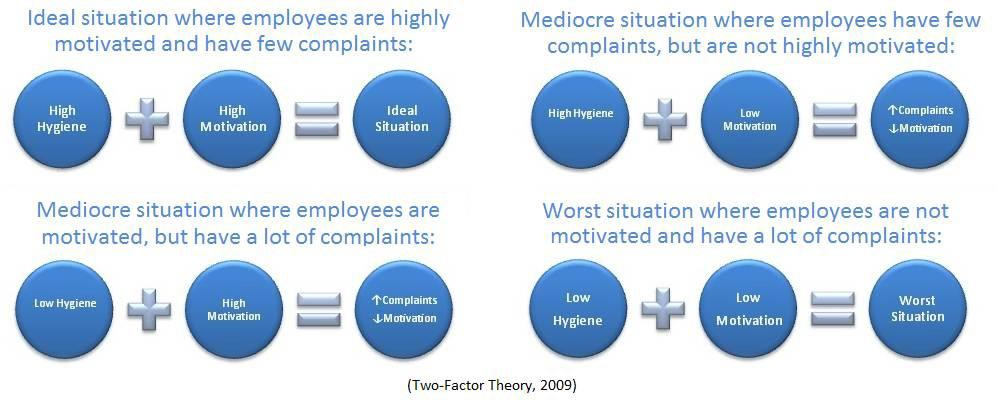 Ideal situation where employees are highly
motivated and have few complaints:
High
Hygiene
High
Motivation
Ideal
Situation
Mediocre situation where employees have few
complaints, but are not highly motivated:
High Hygiene
Low
Motivation
↑Complaints
↓Motivation
Mediocre situation where employees are
motivated, but have a lot of complaints:
Low Hygiene
High
Motivation
↑Complaints
↓Motivation
Worst situation where employees are not
motivated and have a lot of complaints:
Low
Hygiene
Low
Motivation
Worst
Situation
(Two-Factor Theory, 2009)